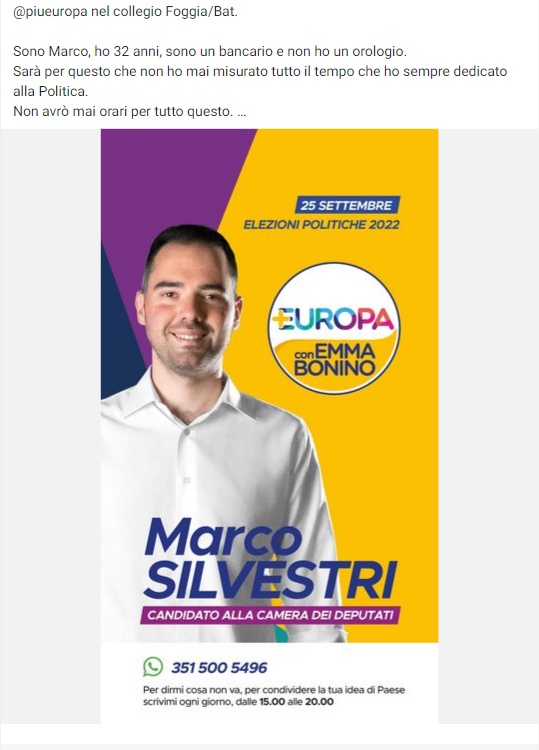 @piueuropa nel collegio Foggia/Bat.
Sono Marco, ho 32 anni, sono un bancario e non ho un orologio.
Sarà per questo che non ho mai misurato tutto il tempo che ho sempre dedicato
alla Politica.
Non avrò mai orari per tutto questo. ...
25 SETTEMBRE
ELEZIONI POLITICHE 2022
+EUROPA
con EMMA
BONINO
Marco
SILVESTRI
CANDIDATO ALLA CAMERA DEI DEPUTATI
351 500 5496
Per dirmi cosa non va, per condividere la tua idea di Paese
scrivimi ogni giorno, dalle 15.00 alle 20.00